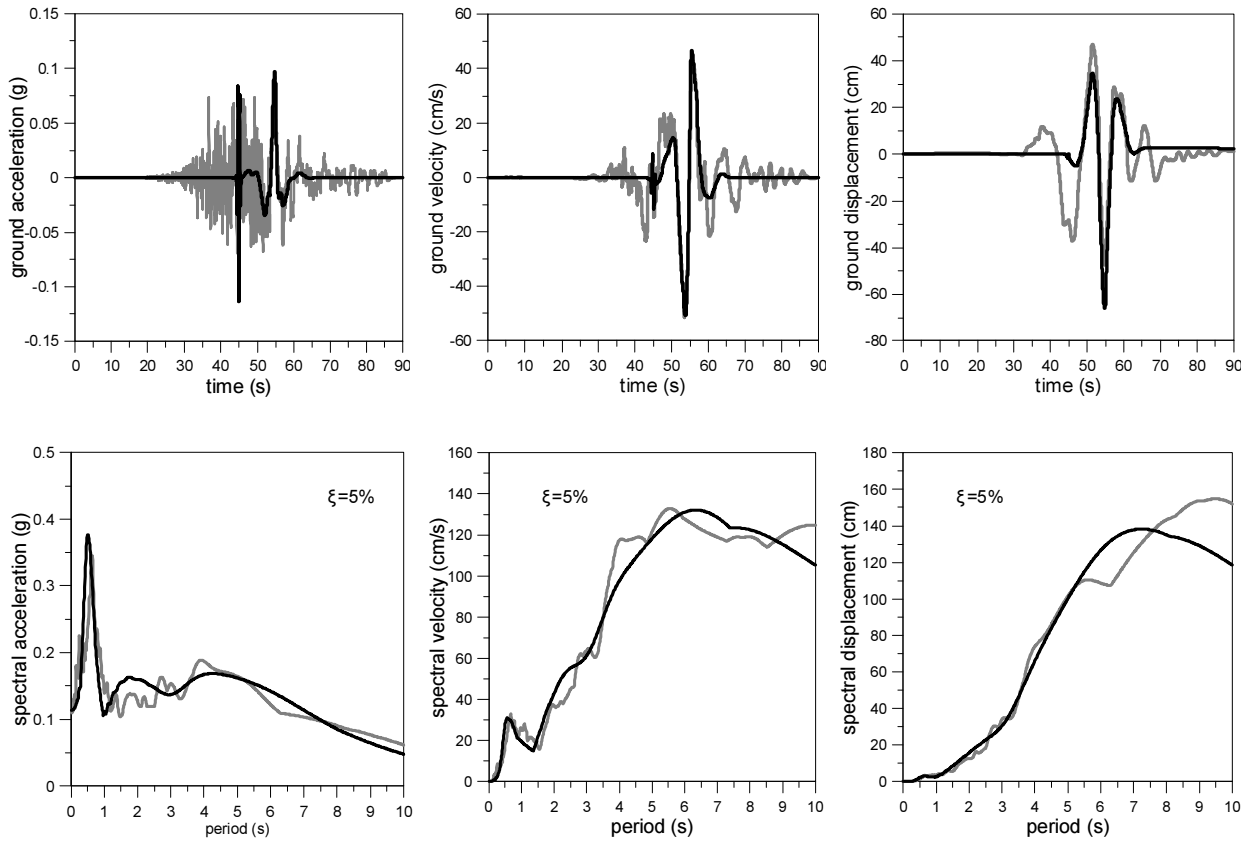 ground acceleration (g)
0.15
0.1
0.05
0
-0.05
-0.1
-0.15
0 10 20 30 40 50 60 70 80 90
time (s)
ground velocity (cm/s)
60
40
20
0
-20
-40
-60
0 10 20 30 40 50 60 70 80 90
time (s)
ground displacement (cm)
60
40
20
0
-20
-40
-60
-80
0 10 20 30 40 50 60 70 80 90
time (s)
spectral acceleration (g)
0.5
0.4
0.3
0.2
0.1
0
ξ=5%
0 1 2 3 4 5 6 7 8 9 10
period (s)
spectral velocity (cm/s)
160
140
120
100
80
60
40
20
0
ξ=5%
0 1 2 3 4 5 6 7 8 9 10
period (s)
spectral displacement (cm)
180
160
140
120
100
80
60
40
20
0
ξ=5%
0 1 2 3 4 5 6 7 8 9 10
period (s)